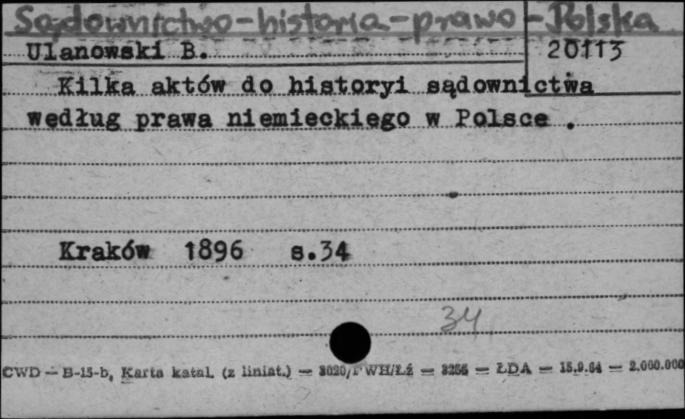 Sądownictwo-historia-prawo-Polska
Ulanowski B. 20113
Kilka aktów do historyi sądownictwa
według prawa niemieckiego w Polsce .
Kraków 1896 s.34
34
CWD — B-15-b, Karta katal. (z liniat.) — 3020/F WH/Łź — 3256 — ŁDA — 15.9.64 — 2.000.000